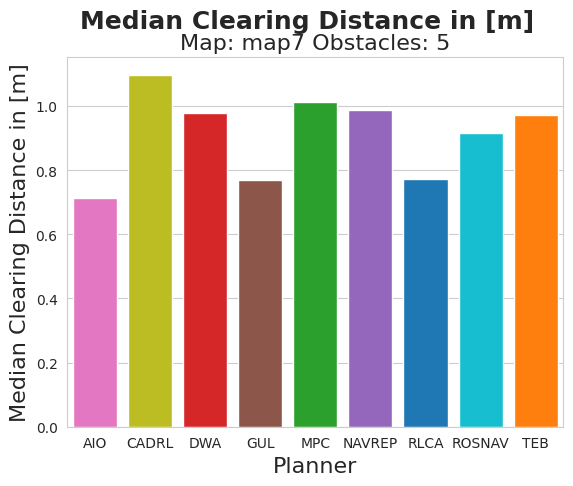 Median Clearing Distance in [m]
Map: map7 Obstacles: 5
Median Clearing Distance in [m]
1.0
0.8
0.6
0.4
0.2
0.0
AIO CADRL DWA GUL MPC NAVREP RLCA ROSNAV TEB
Planner